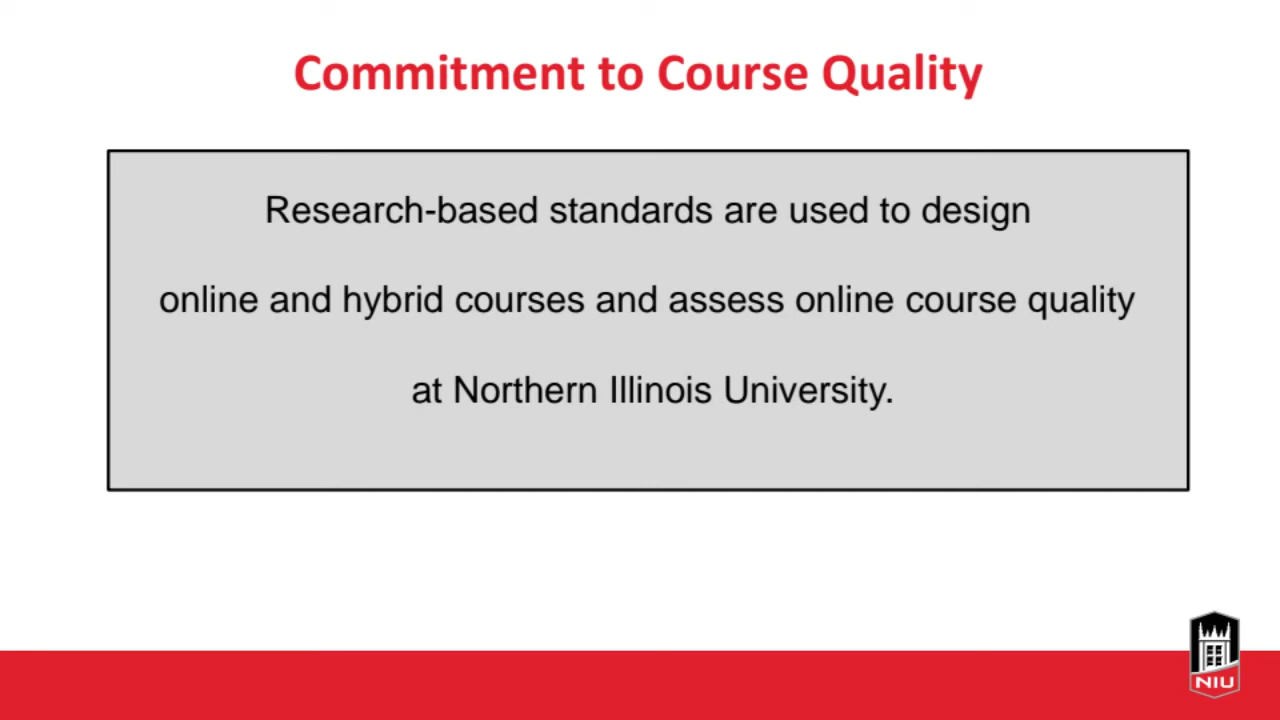 Commitment to Course Quality
Research-based standards are used to design
online and hybrid courses and assess online course quality
at Northern Illinois University.
NIU